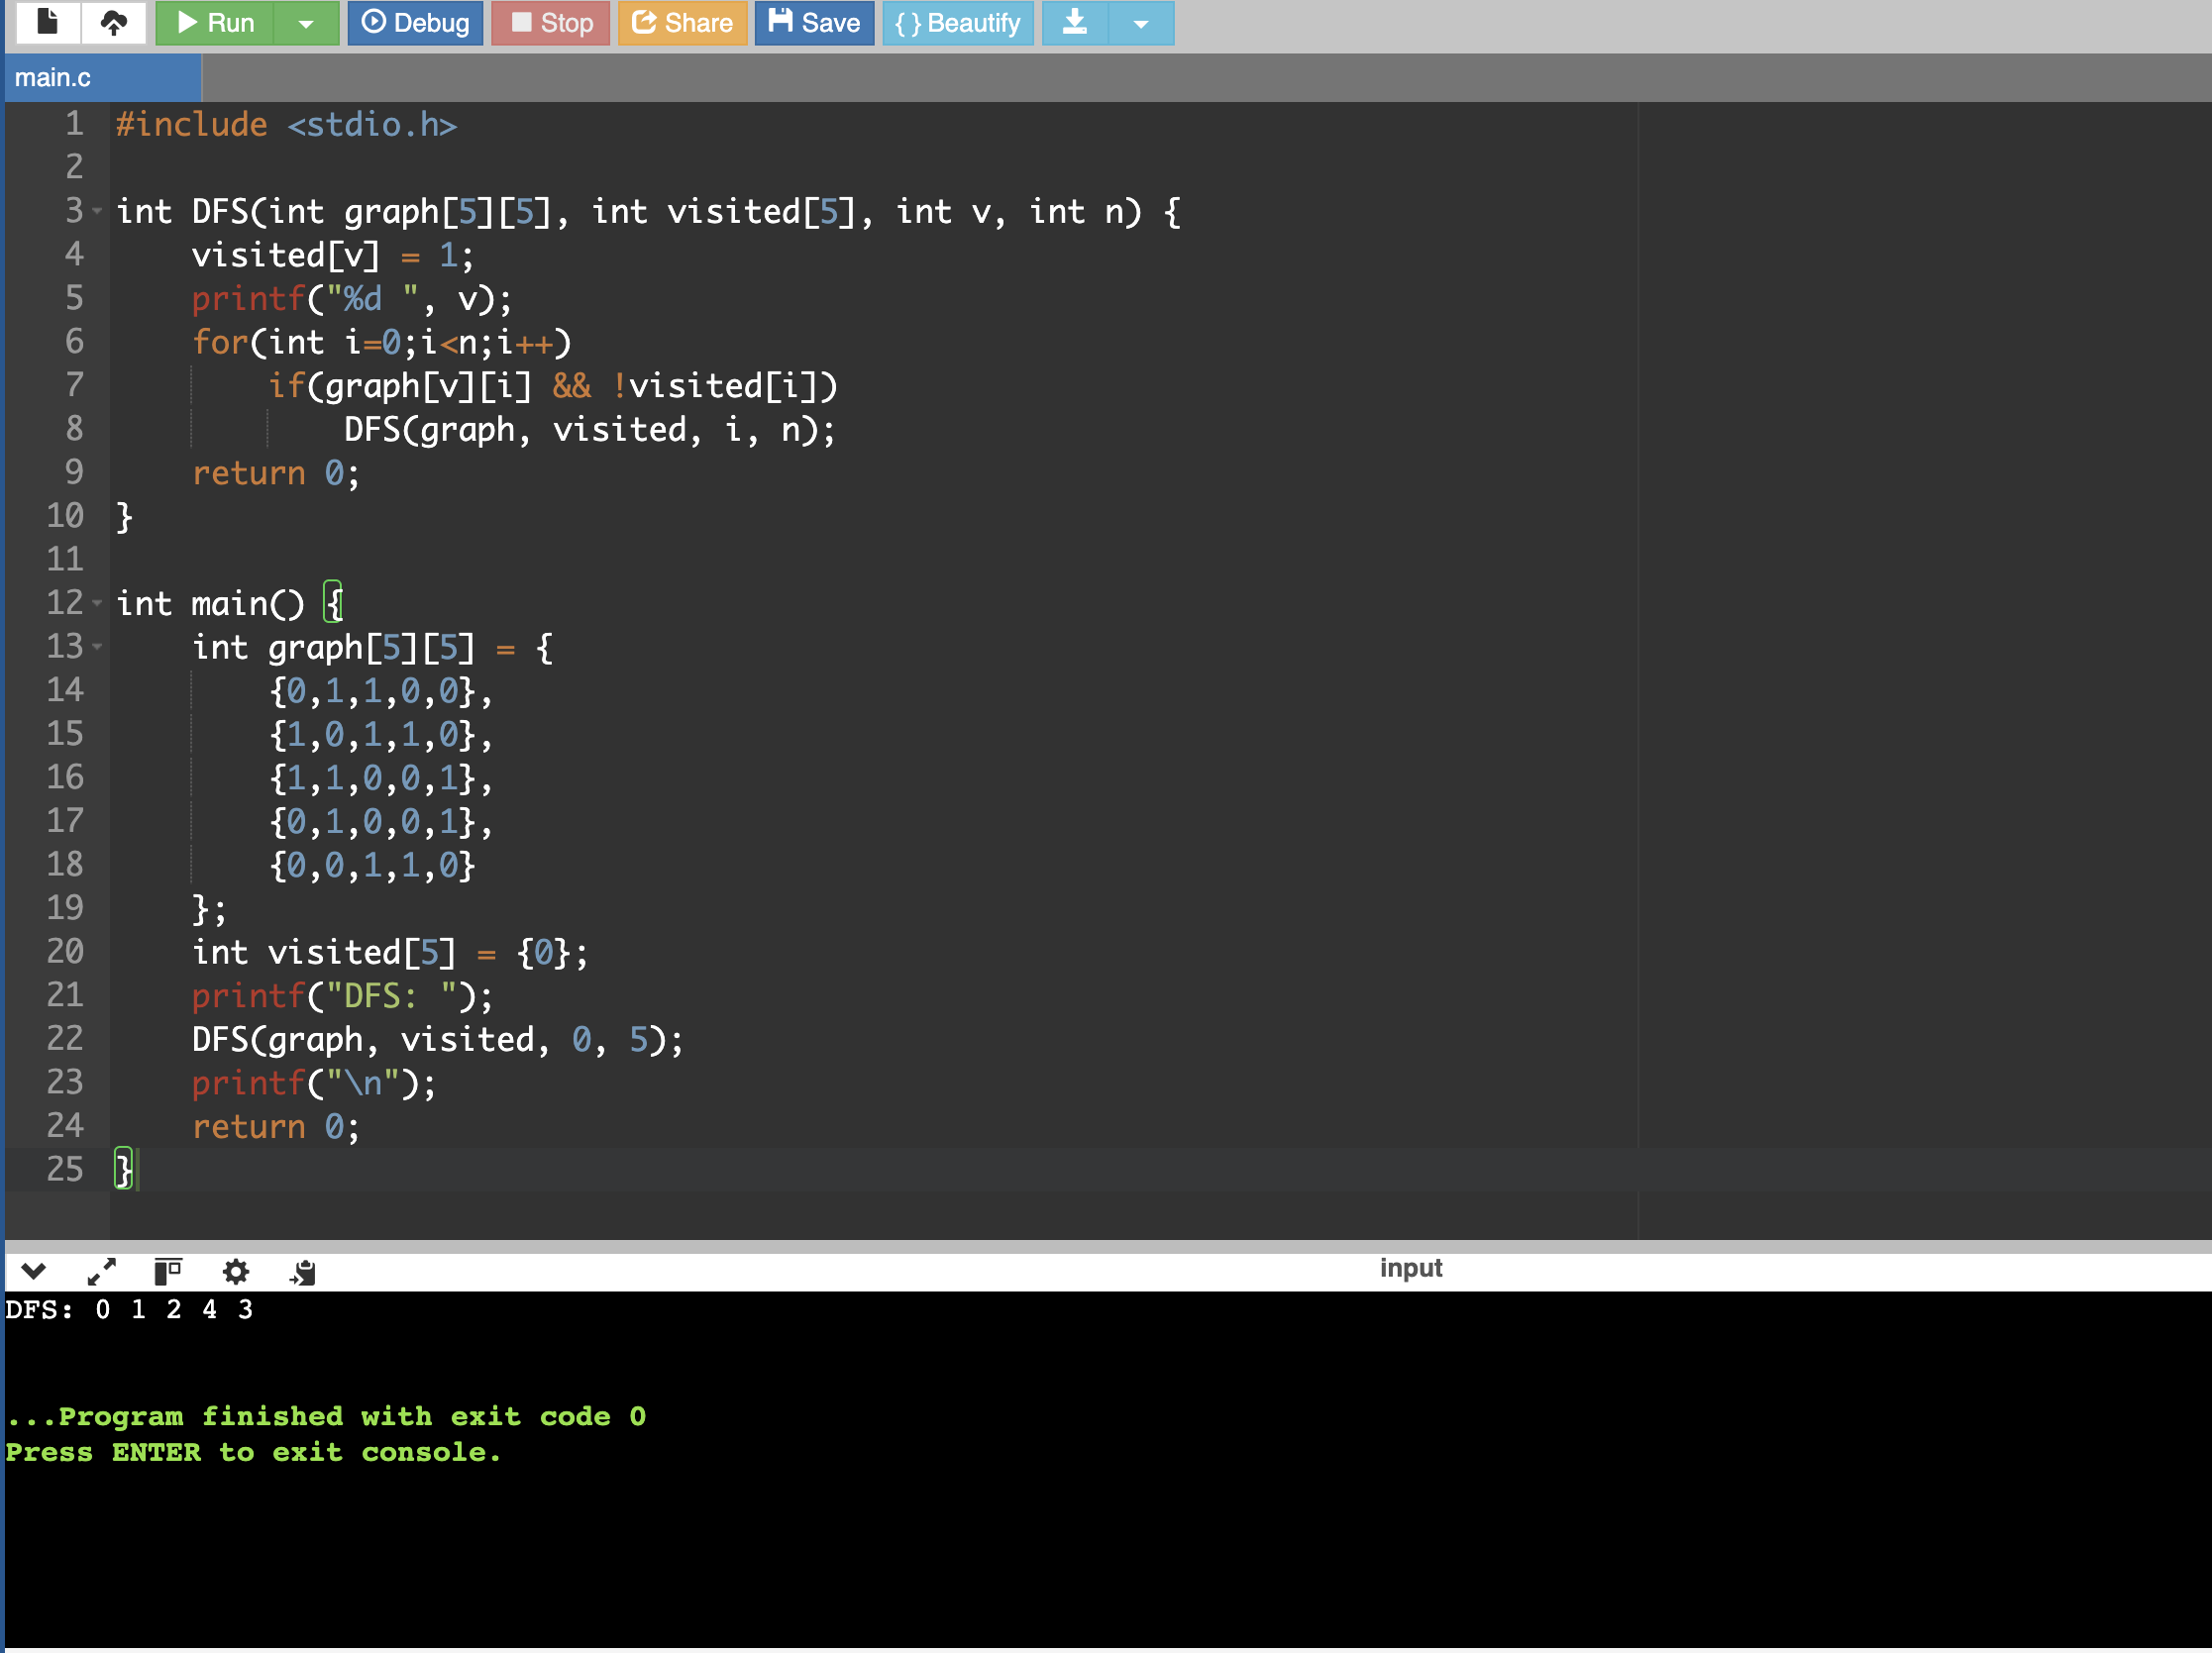 Run Debug Stop Share Save { } Beautify
main.c
1 #include <stdio.h>
2
3 int DFS(int graph[5][5], int visited[5], int v, int n) {
4     visited[v] = 1;
5     printf("%d ", v);
6     for(int i=0;i<n;i++)
7         if(graph[v][i] && !visited[i])
8             DFS(graph, visited, i, n);
9     return 0;
10 }
11
12 int main() {
13     int graph[5][5] = {
14         {0,1,1,0,0},
15         {1,0,1,1,0},
16         {1,1,0,0,1},
17         {0,1,0,0,1},
18         {0,0,1,1,0}
19     };
20     int visited[5] = {0};
21     printf("DFS: ");
22     DFS(graph, visited, 0, 5);
23     printf("\n");
24     return 0;
25 }
input
DFS: 0 1 2 4 3
...Program finished with exit code 0
Press ENTER to exit console.